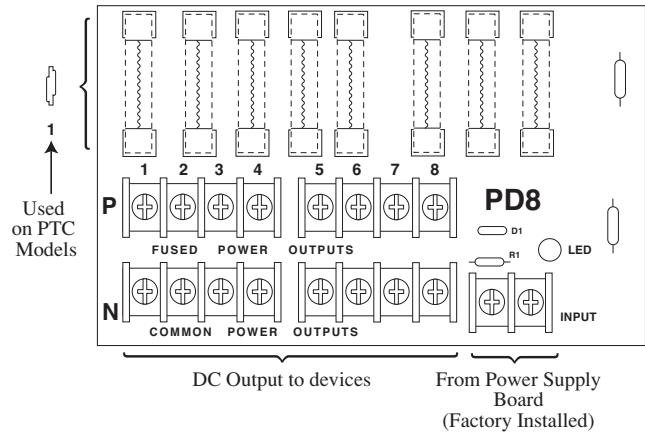 1
Used
on PTC
Models
1 2 3 4 5 6 7 8
P
PD8
D1
FUSED POWER OUTPUTS
LED
R1
N
INPUT
COMMON POWER OUTPUTS
DC Output to devices
From Power Supply
Board
(Factory Installed)